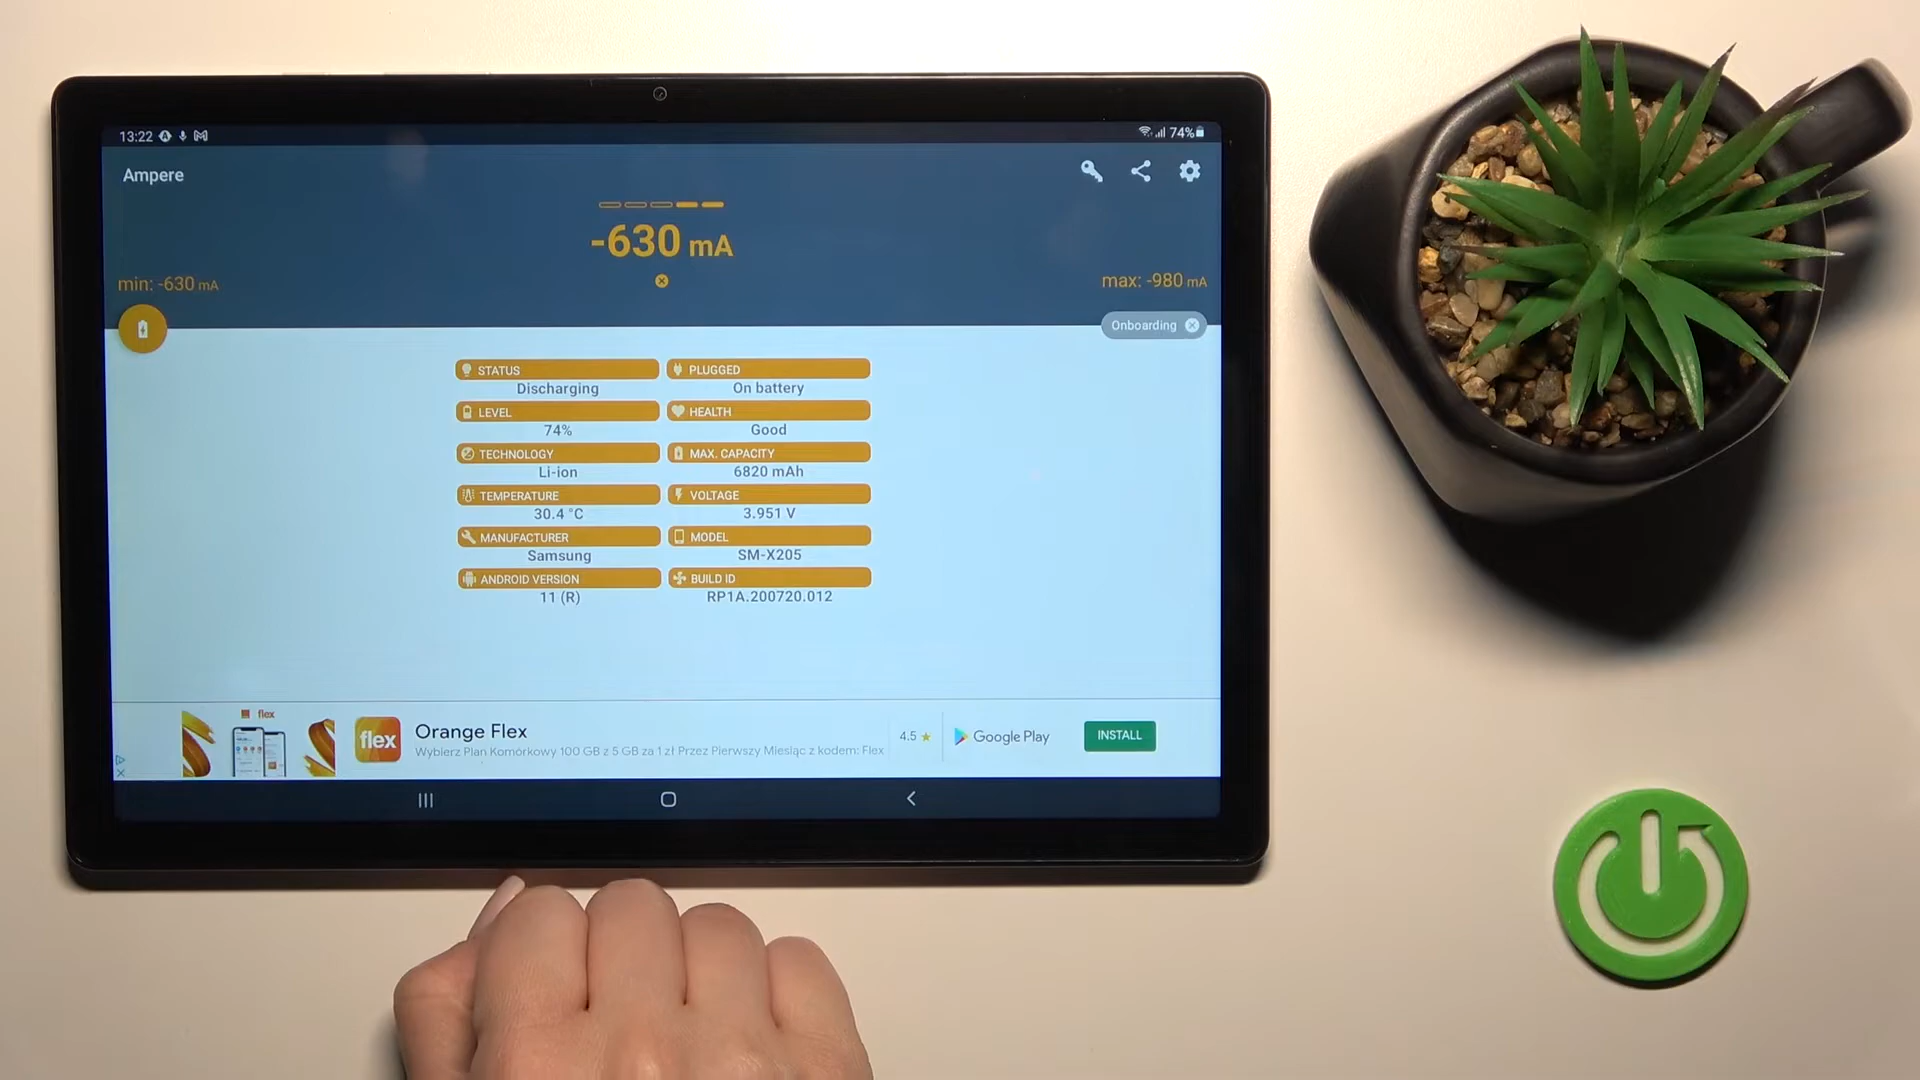 13:22
74%
Ampere
-630 mA
min: -630 mA
max: -980 mA
Onboarding
STATUS
Discharging
PLUGGED
On battery
LEVEL
74%
HEALTH
Good
TECHNOLOGY
Li-ion
MAX. CAPACITY
6820 mAh
TEMPERATURE
30.4 °C
VOLTAGE
3.951 V
MANUFACTURER
Samsung
MODEL
SM-X205
ANDROID VERSION
11 (R)
BUILD ID
RP1A.200720.012
flex
flex
Orange Flex
Wybierz Plan Komórkowy 100 GB z 5 GB za 1 zł Przez Pierwszy Miesiąc z kodem: Flex
4.5 ★
Google Play
INSTALL